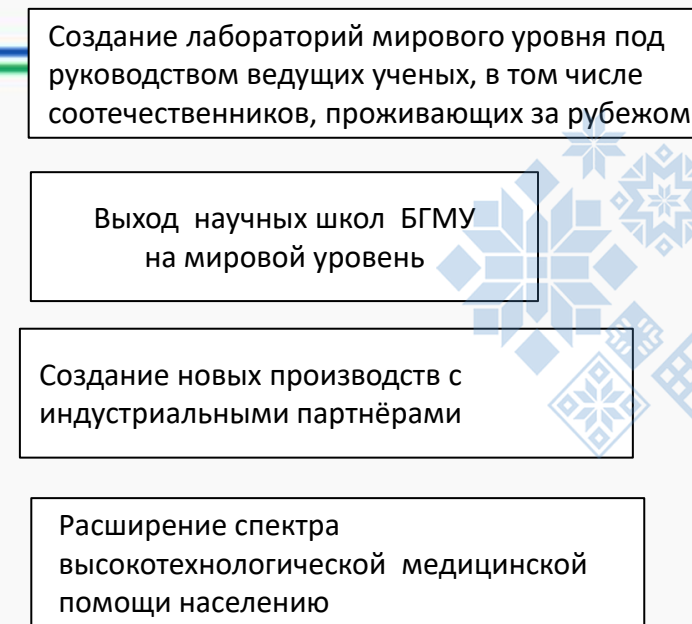 Создание лабораторий мирового уровня под
руководством ведущих ученых, в том числе
соотечественников, проживающих за рубежом
Выход научных школ БГМУ
на мировой уровень
Создание новых производств с
индустриальными партнёрами
Расширение спектра
высокотехнологической медицинской
помощи населению